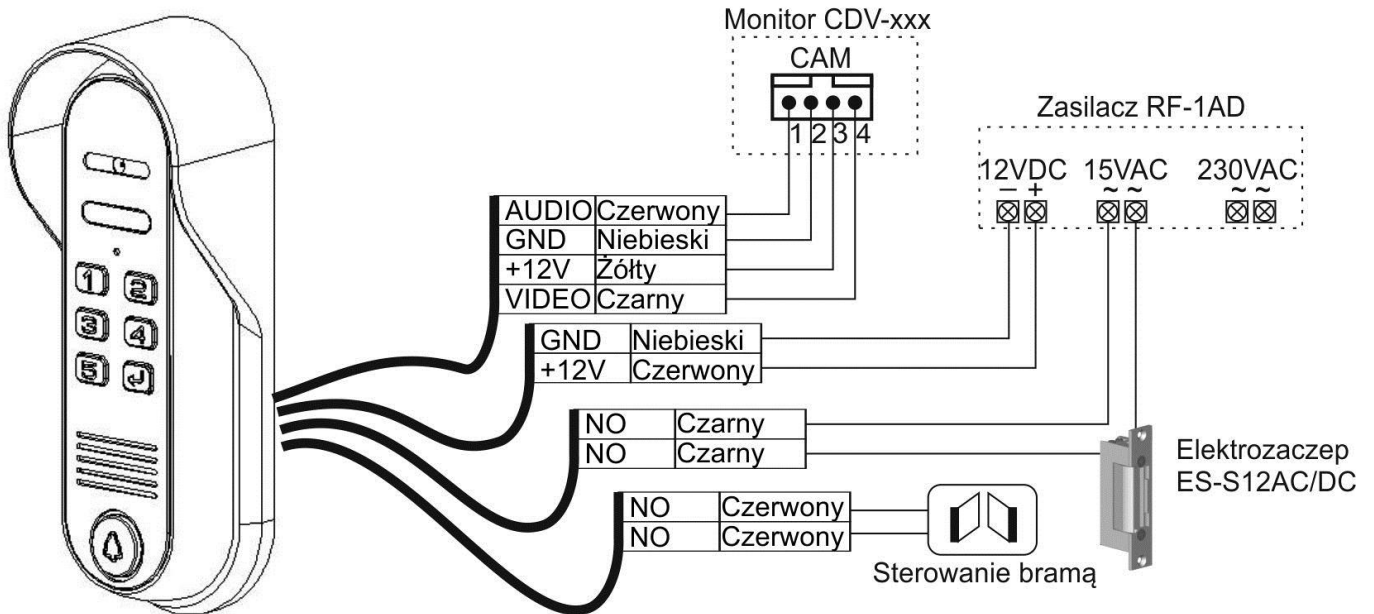 Monitor CDV-xxx
CAM
1 2 3 4
Zasilacz RF-1AD
12VDC 15VAC 230VAC
– + ~ ~ ~ ~
AUDIO Czerwony
GND Niebieski
+12V Żółty
VIDEO Czarny
GND Niebieski
+12V Czerwony
NO Czarny
NO Czarny
Elektrozaczep
ES-S12AC/DC
NO Czerwony
NO Czerwony
Sterowanie bramą
1 2
3 4
5